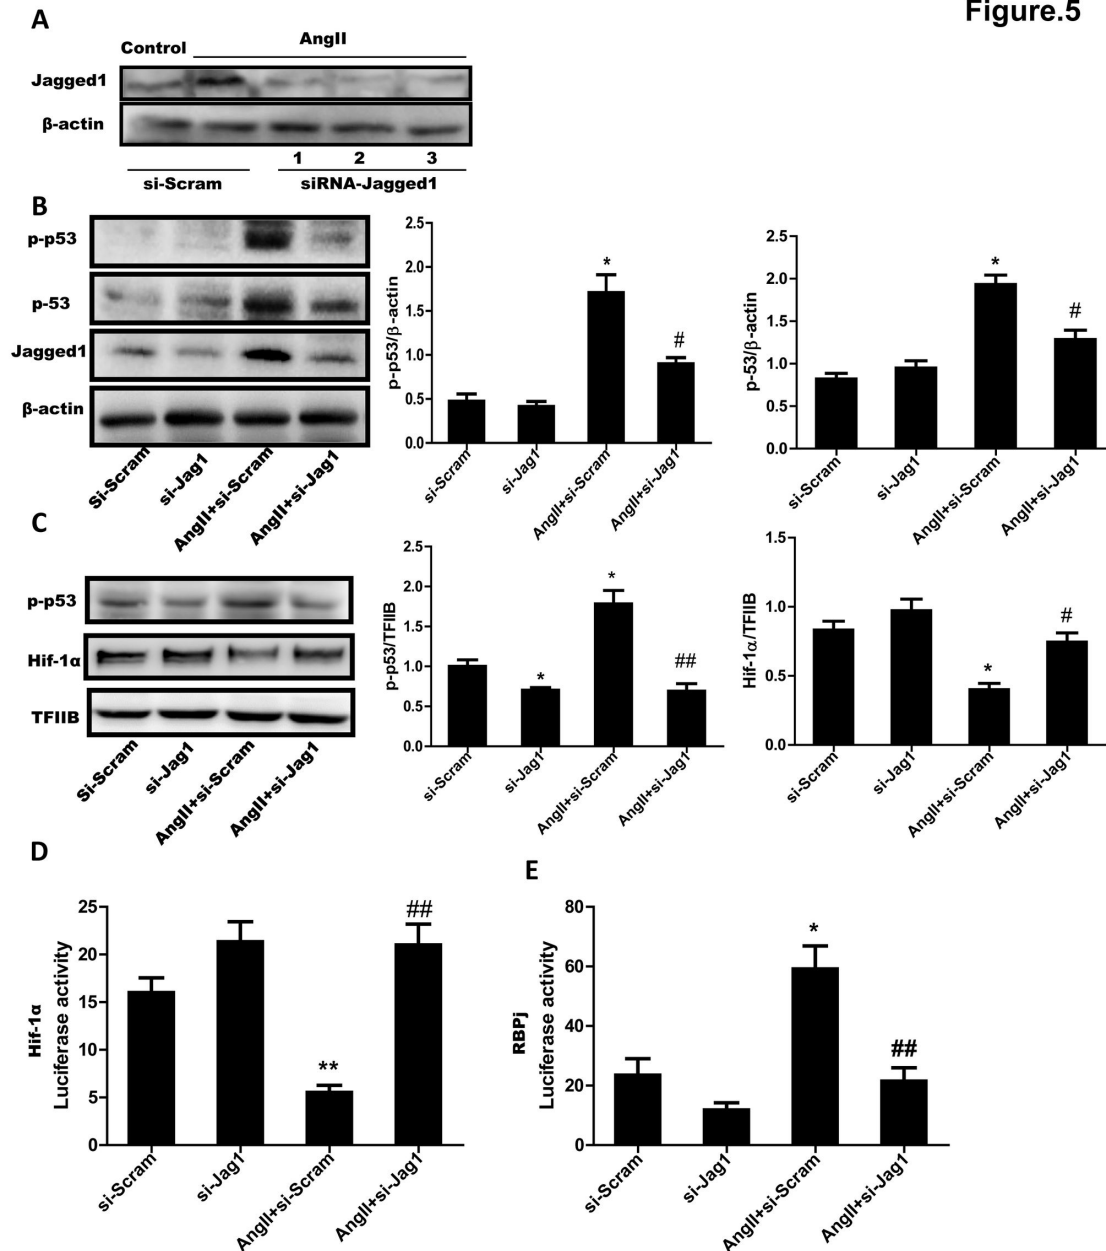 Figure.5
A
Control
AngII
Jagged1
β-actin
1 2 3
si-Scram siRNA-Jagged1
B
p-p53
p-53
Jagged1
β-actin
Si-Scram
si-Jag1
AngII+si-Scram
AngII+si-Jag1
p-p53/β-actin
2.5
2.0
1.5
1.0
0.5
0.0
*
#
si-Scram
si-Jag1
AngII+si-Scram
AngII+si-Jag1
p-53/β-actin
2.5
2.0
1.5
1.0
0.5
0.0
*
#
si-Scram
si-Jag1
AngII+si-Scram
AngII+si-Jag1
C
p-p53
Hif-1α
TFIIB
Si-Scram
si-Jag1
AngII+si-Scram
AngII+si-Jag1
p-p53/TFIIB
2.5
2.0
1.5
1.0
0.5
0.0
*
*
##
si-Scram
si-Jag1
AngII+si-Scram
AngII+si-Jag1
Hif-1α/TFIIB
1.5
1.0
0.5
0.0
*
#
si-Scram
si-Jag1
AngII+si-Scram
AngII+si-Jag1
D
Hif-1α
Luciferase activity
25
20
15
10
5
0
**
##
si-Scram
si-Jag1
AngII+si-Scram
AngII+si-Jag1
E
RBPj
Luciferase activity
80
60
40
20
0
*
##
si-Scram
si-Jag1
AngII+si-Scram
AngII+si-Jag1